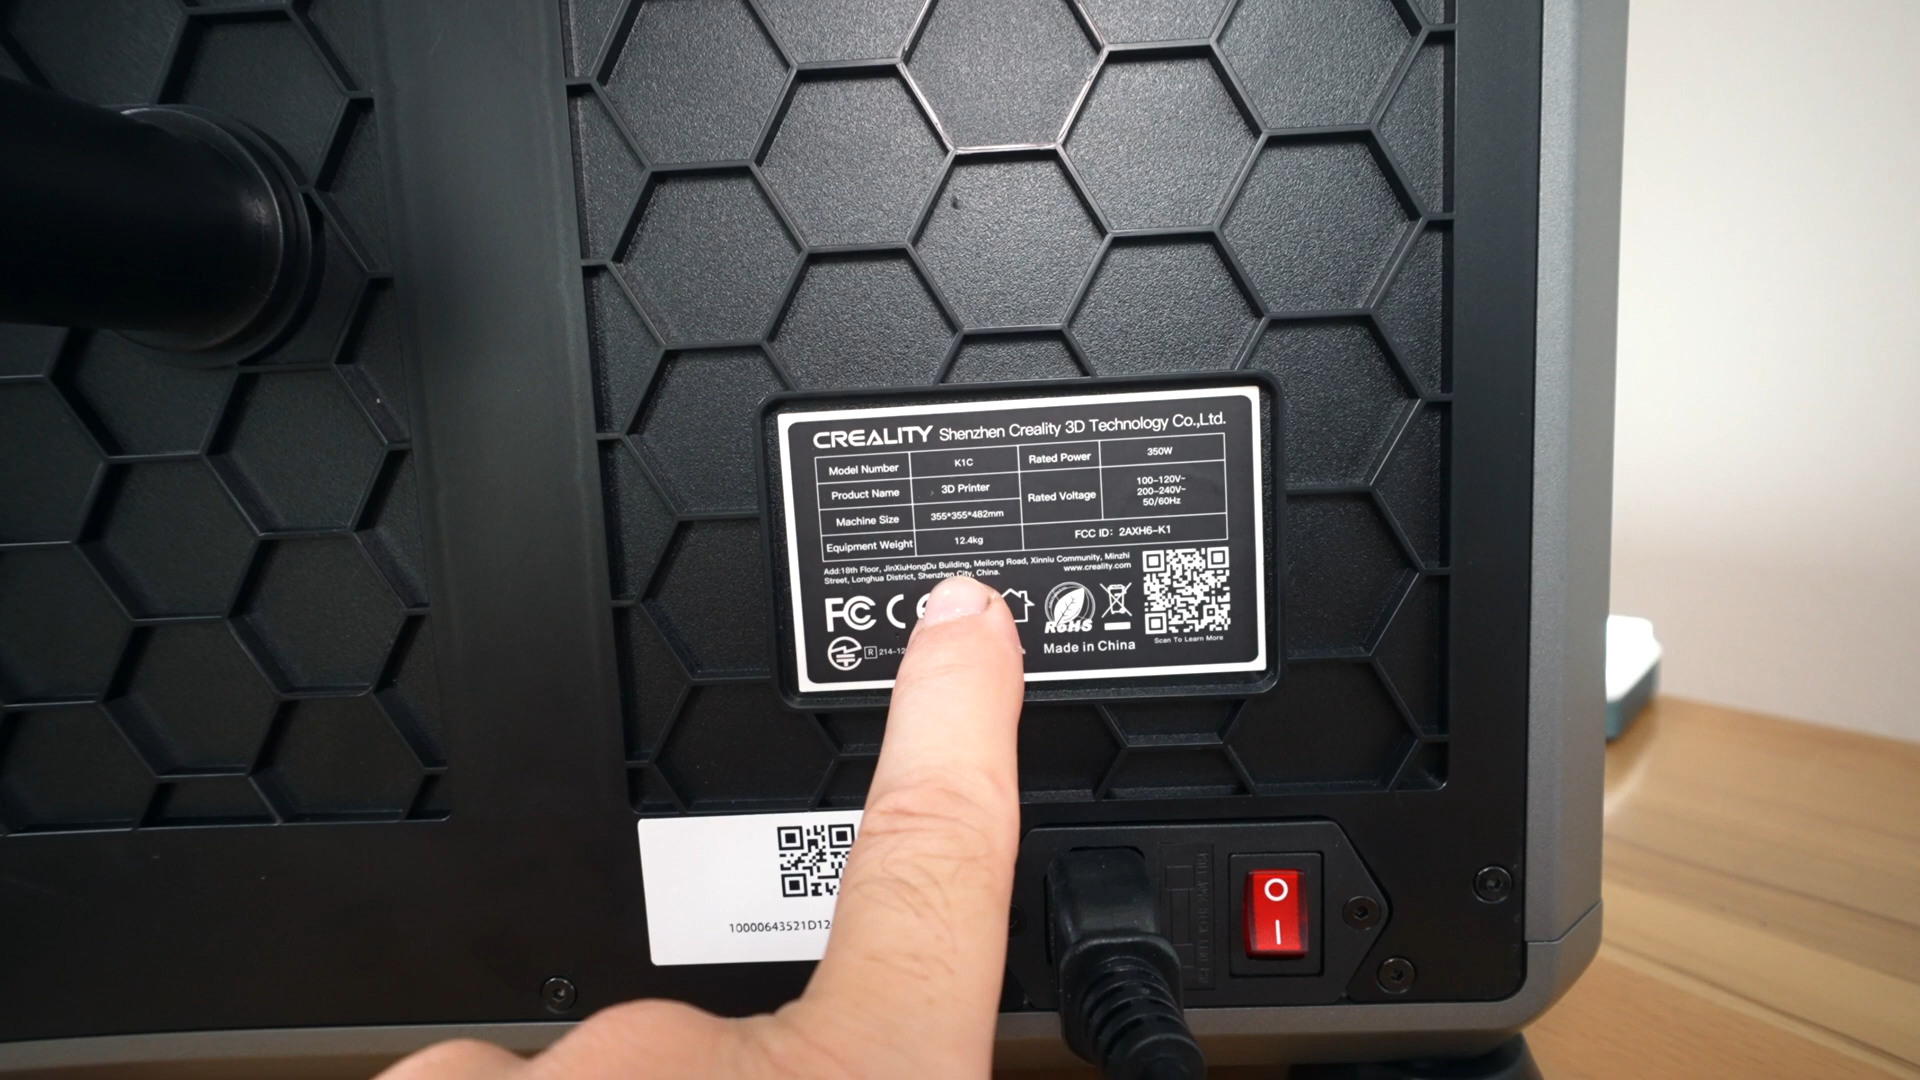 CREALITY Shenzhen Creality 3D Technology Co.,Ltd.
Model Number K1C Rated Power 350W
Product Name 3D Printer Rated Voltage 100-120V~
200-240V~
50/60Hz
Machine Size 355*355*482mm
Equipment Weight 12.4kg FCC ID: 2AXH6-K1
Add:18th Floor, JinXiuHongDu Building, Meilong Road, Xinniu Community, Minzhi
Street, Longhua District, Shenzhen City, China. www.creality.com
FC CE
RoHS
Scan To Learn More
R 214-12
Made in China
10000643521D12
O
I